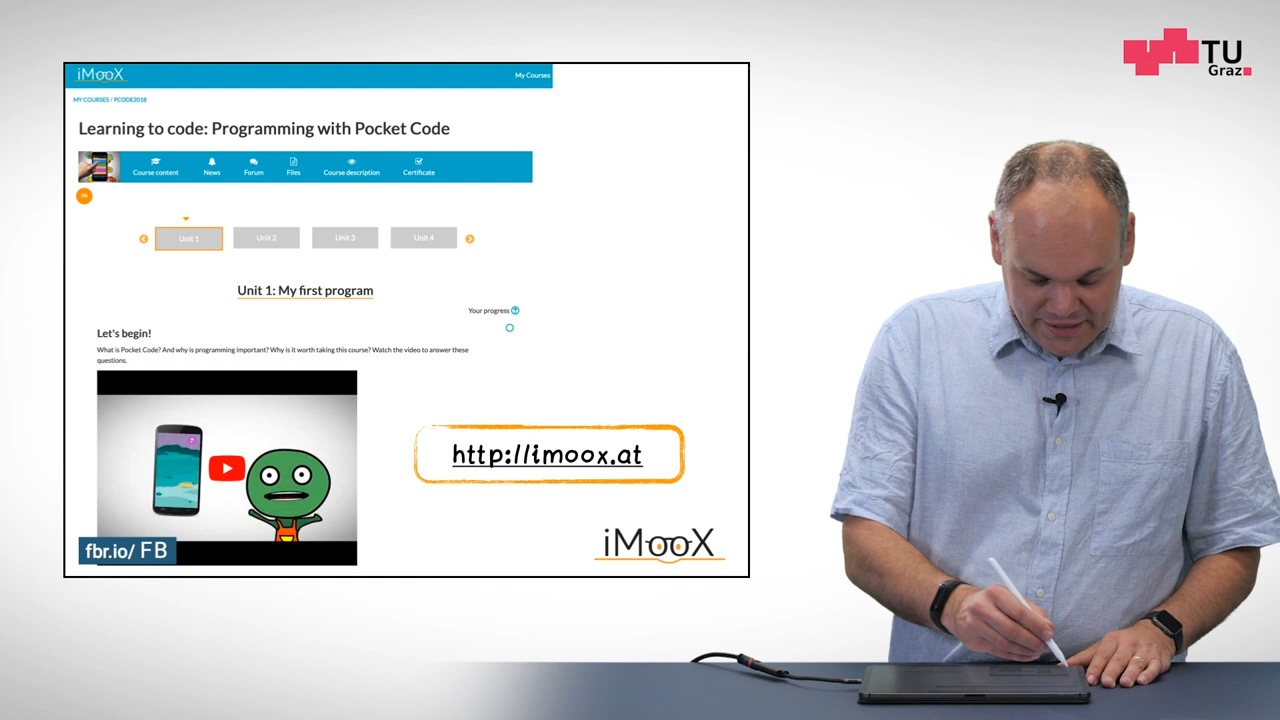 iMooX
My Courses
MY COURSES / PCODE2018
Learning to code: Programming with Pocket Code
Course content
News
Forum
Files
Course description
Certificate
Unit 1
Unit 2
Unit 3
Unit 4
Unit 1: My first program
Your progress
Let's begin!
What is Pocket Code? And why is programming important? Why is it worth taking this course? Watch the video to answer these
questions.
http://imoox.at
fbr.io/ FB
iMooX
TU
Graz